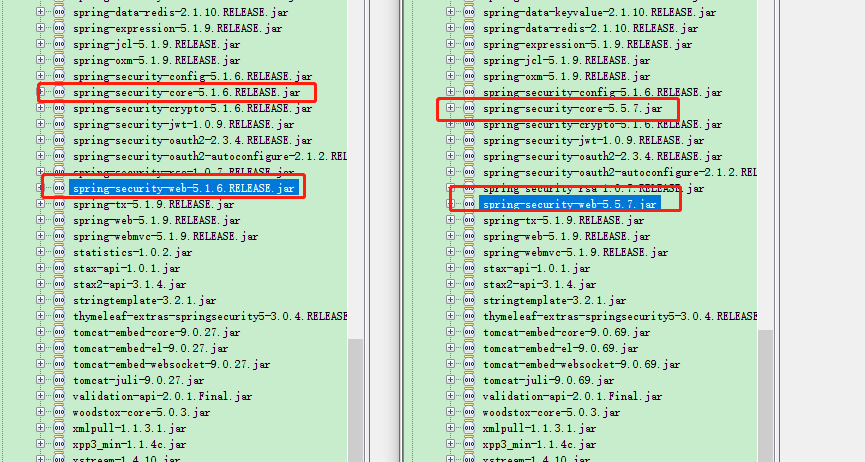 spring-data-redis-2.1.10.RELEASE.jar
spring-expression-5.1.9.RELEASE.jar
spring-jcl-5.1.9.RELEASE.jar
spring-oxm-5.1.9.RELEASE.jar
spring-security-config-5.1.6.RELEASE.jar
spring-security-core-5.1.6.RELEASE.jar
spring-security-crypto-5.1.6.RELEASE.jar
spring-security-jwt-1.0.9.RELEASE.jar
spring-security-oauth2-2.3.4.RELEASE.jar
spring-security-oauth2-autoconfigure-2.1.2.REL
spring-security-rsa-1.0.7.RELEASE.jar
spring-security-web-5.1.6.RELEASE.jar
spring-tx-5.1.9.RELEASE.jar
spring-web-5.1.9.RELEASE.jar
spring-webmvc-5.1.9.RELEASE.jar
statistics-1.0.2.jar
stax-api-1.0.1.jar
stax2-api-3.1.4.jar
stringtemplate-3.2.1.jar
thymeleaf-extras-springsecurity5-3.0.4.RELEASE
tomcat-embed-core-9.0.27.jar
tomcat-embed-el-9.0.27.jar
tomcat-embed-websocket-9.0.27.jar
tomcat-juli-9.0.27.jar
validation-api-2.0.1.Final.jar
woodstox-core-5.0.3.jar
xmlpull-1.1.3.1.jar
xpp3_min-1.1.4c.jar
xstream-1.4.10.jar
spring-data-keyvalue-2.1.10.RELEASE.jar
spring-data-redis-2.1.10.RELEASE.jar
spring-expression-5.1.9.RELEASE.jar
spring-jcl-5.1.9.RELEASE.jar
spring-oxm-5.1.9.RELEASE.jar
spring-security-config-5.1.6.RELEASE.jar
spring-security-core-5.5.7.jar
spring-security-crypto-5.1.6.RELEASE.jar
spring-security-jwt-1.0.9.RELEASE.jar
spring-security-oauth2-2.3.4.RELEASE.jar
spring-security-oauth2-autoconfigure-2.1.2.REL
spring-security-rsa-1.0.7.RELEASE.jar
spring-security-web-5.5.7.jar
spring-tx-5.1.9.RELEASE.jar
spring-web-5.1.9.RELEASE.jar
spring-webmvc-5.1.9.RELEASE.jar
stax-api-1.0.1.jar
stax2-api-3.1.4.jar
stringtemplate-3.2.1.jar
thymeleaf-extras-springsecurity5-3.0.4.RELEASE
tomcat-embed-core-9.0.69.jar
tomcat-embed-el-9.0.69.jar
tomcat-embed-websocket-9.0.69.jar
tomcat-juli-9.0.69.jar
validation-api-2.0.1.Final.jar
woodstox-core-5.0.3.jar
xmlpull-1.1.3.1.jar
xpp3_min-1.1.4c.jar
xstream-1.4.10.jar